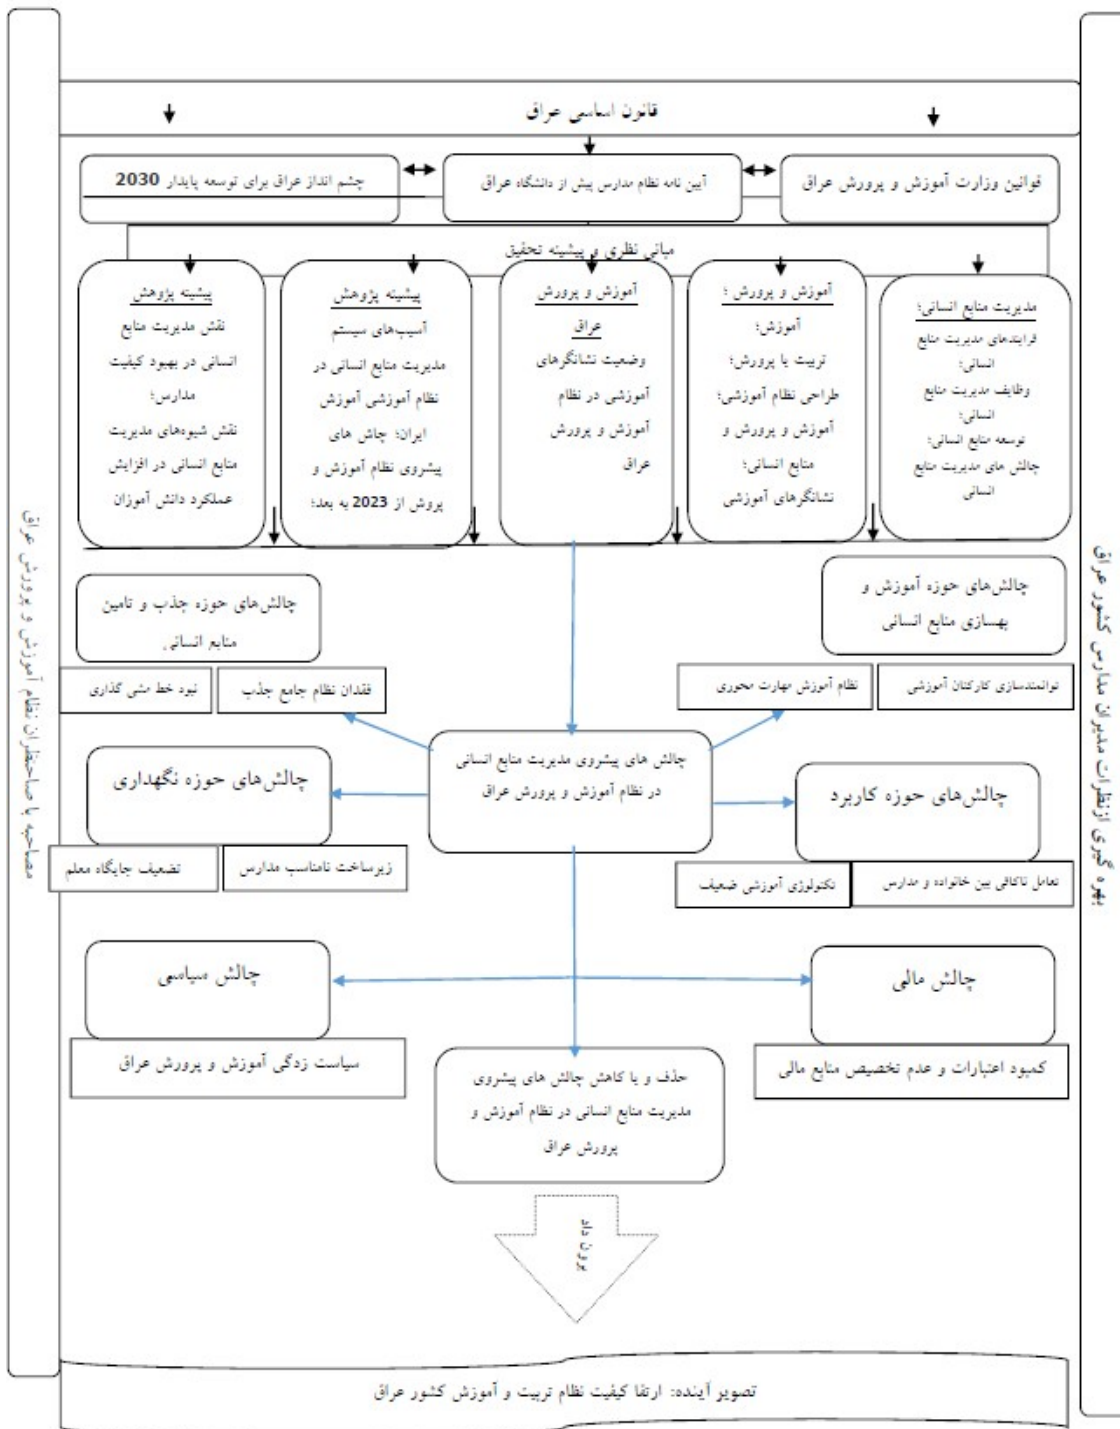 قانون اساسی عراق
قوانین وزارت آموزش و پرورش عراق
آیین نامه نظام مدارس پیش از دانشگاه عراق
چشم انداز عراق برای توسعه پایدار 2030
مبانی نظری و پیشینه تحقیق
مدیریت منابع انسانی؛
فرایندهای مدیریت منابع
انسانی؛
وظایف مدیریت منابع
انسانی؛
توسعه منابع انسانی؛
چالش های مدیریت منابع
انسانی
آموزش و پرورش ؛
آموزش؛
تربیت یا پرورش؛
طراحی نظام آموزشی؛
آموزش و پرورش و
منابع انسانی؛
نشانگرهای آموزشی
آموزش و پرورش
عراق
وضعیت نشانگرهای
آموزشی در نظام
آموزش و پرورش
عراق
پیشینه پژوهش
آسیب‌های سیستم
مدیریت منابع انسانی در
نظام آموزشی آموزش
ایران؛ چاش های
پیشروی نظام آموزش و
پروش از 2023 به بعد؛
پیشینه پژوهش
نقش مدیریت منابع
انسانی در بهبود کیفیت
مدارس؛
نقش شیوه‌های مدیریت
منابع انسانی در افزایش
عملکرد دانش آموزان
چالش‌های حوزه آموزش و
بهسازی منابع انسانی
توانمندسازی کارکنان آموزشی
نظام آموزش مهارت محوری
چالش‌های حوزه جذب و تامین
منابع انسانی
فقدان نظام جامع جذب
نبود خط مشی گذاری
چالش های پیشروی مدیریت منابع انسانی
در نظام آموزش و پرورش عراق
چالش‌های حوزه کاربرد
تعامل ناکافی بین خانواده و مدارس
تکنولوژی آموزشی ضعیف
چالش‌های حوزه نگهداری
زیرساخت نامناسب مدارس
تضعیف جایگاه معلم
چالش مالی
کمبود اعتبارات و عدم تخصیص منابع مالی
چالش سیاسی
سیاست زدگی آموزش و پرورش عراق
حذف و یا کاهش چالش های پیشروی
مدیریت منابع انسانی در نظام آموزش و
پرورش عراق
برون داد
تصویر آینده: ارتقا کیفیت نظام تربیت و آموزش کشور عراق
بهره گیری ازنظرات مدیران مدارس کشور عراق
مصاحبه با صاحبنظران نظام آموزش و پرورش عراق